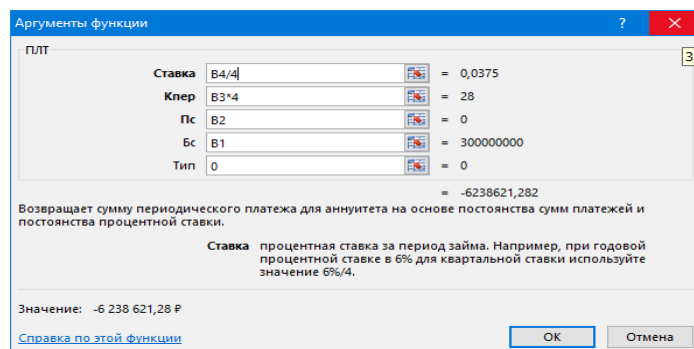 Аргументы функции ? ×
ПЛТ
З
Ставка B4/4 = 0,0375
Кпер B3*4 = 28
Пс B2 = 0
Бс B1 = 300000000
Тип 0 = 0
= -6238621,282
Возвращает сумму периодического платежа для аннуитета на основе постоянства сумм платежей и
постоянства процентной ставки.
Ставка процентная ставка за период займа. Например, при годовой
процентной ставке в 6% для квартальной ставки используйте
значение 6%/4.
Значение: -6 238 621,28 ₽
Справка по этой функции
ОК Отмена